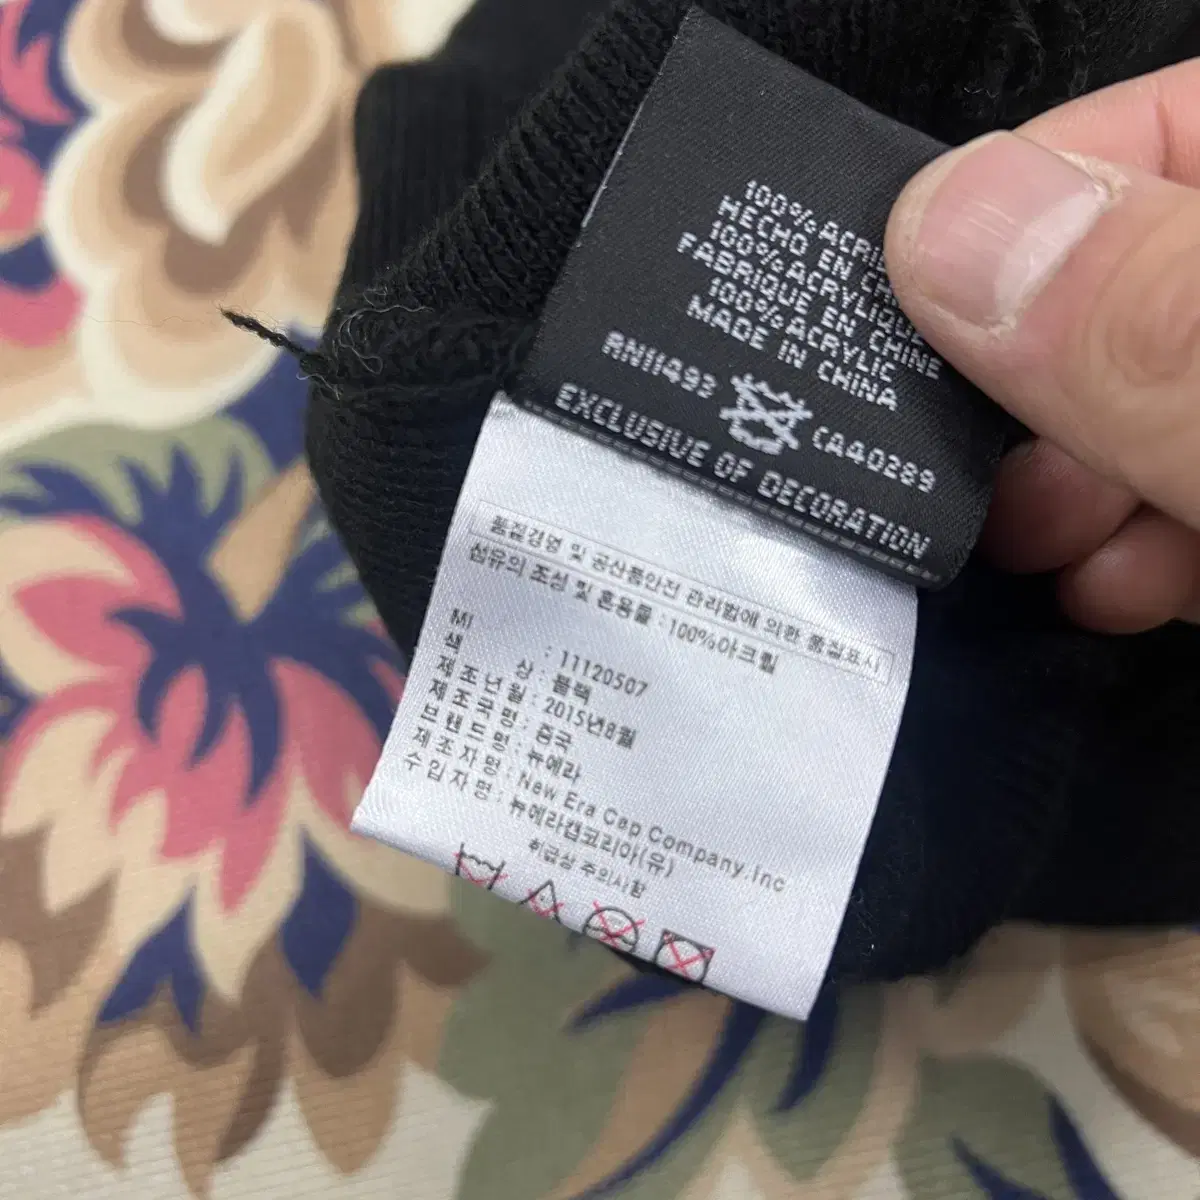 100% ACRI
HECHO EN C
100% ACRYLIQUE
FABRIQUE EN CHINE
100% ACRYLIC
MADE IN CHINA
RN11493 CA40289
EXCLUSIVE OF DECORATION
품질경영 및 공산품안전 관리법에 의한 품질표시
섬유의 조성 및 혼용률 : 100%아크릴
MI : 11120507
색 상 : 블랙
제 조 년 월 : 2015년8월
제 조 국 명 : 중국
브 랜 드 명 : 뉴에라
제 조 자 명 : New Era Cap Company.Inc
수 입 자 명 : 뉴에라캡코리아(유)
취급상 주의사항